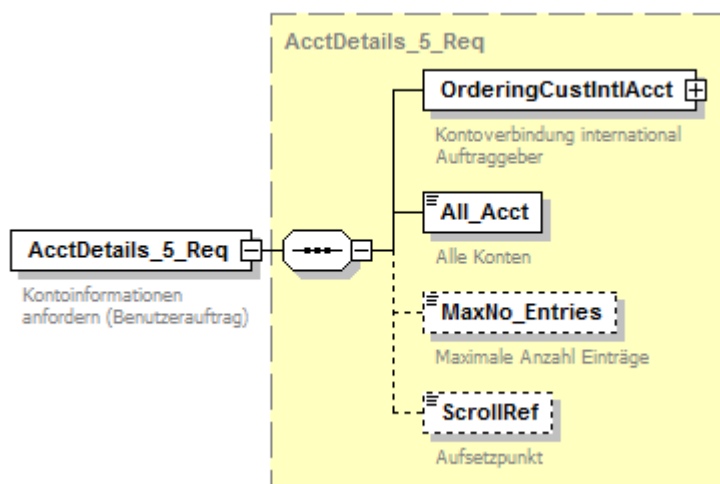 AcctDetails_5_Req
OrderingCustIntlAcct
Kontoverbindung international
Auftraggeber
All_Acct
Alle Konten
AcctDetails_5_Req
Kontoinformationen
anfordern (Benutzerauftrag)
MaxNo_Entries
Maximale Anzahl Einträge
ScrollRef
Aufsetzpunkt